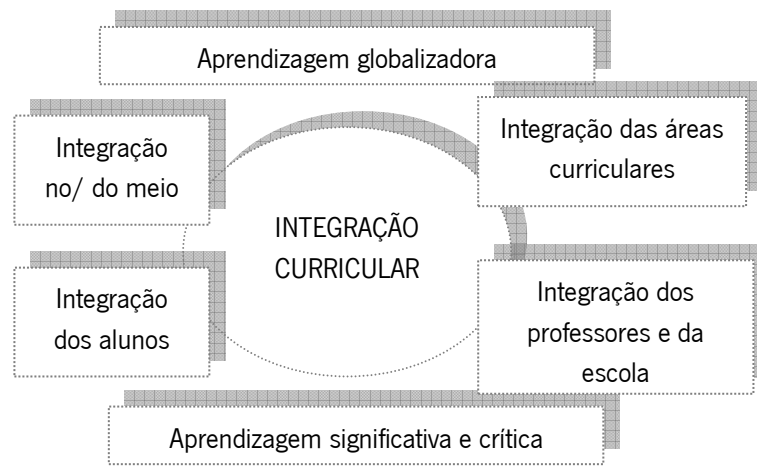 Aprendizagem globalizadora
Integração
no/ do meio
Integração das áreas
curriculares
INTEGRAÇÃO
CURRICULAR
Integração
dos alunos
Integração dos
professores e da
escola
Aprendizagem significativa e crítica